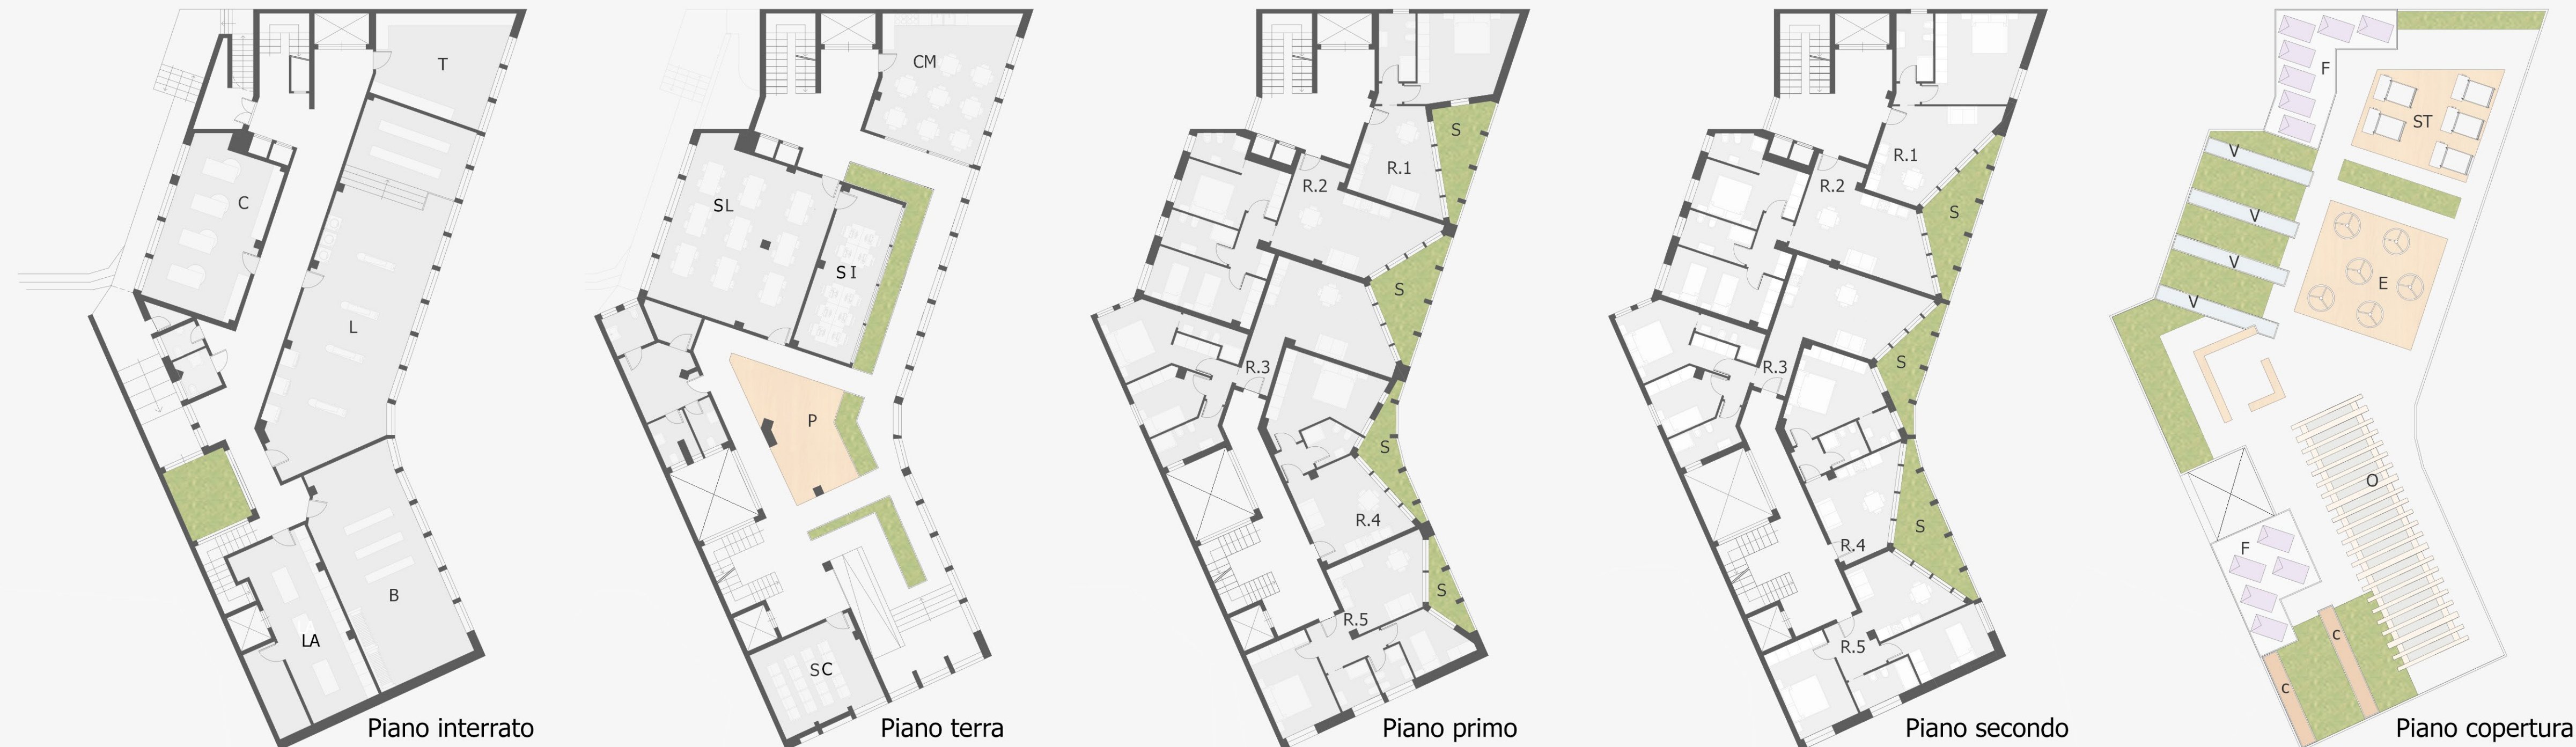 T
C
L
B
LA
Piano interrato
CM
SL
SI
P
SC
Piano terra
S
R.1
R.2
S
R.3
S
R.4
S
R.5
Piano primo
R.1
R.2
S
R.3
S
S
R.4
R.5
Piano secondo
F
ST
V
V
V
E
V
O
F
c
c
Piano copertura